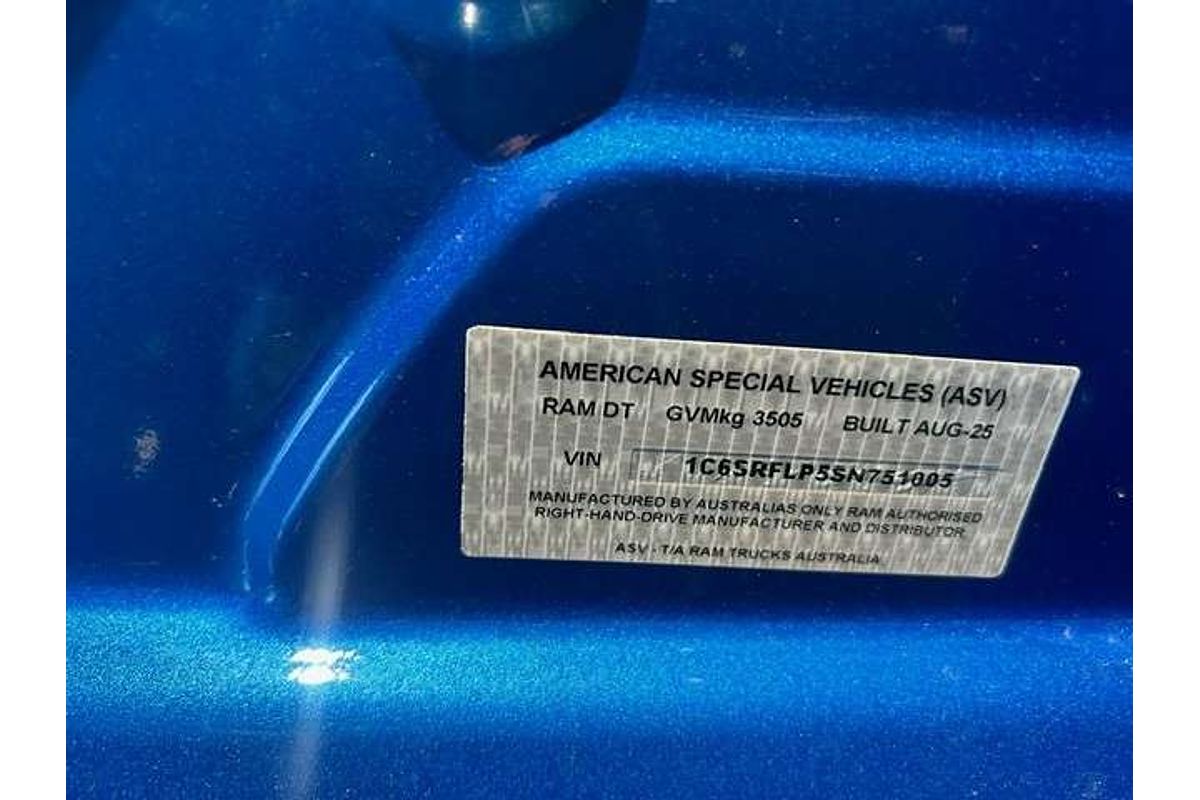 AMERICAN SPECIAL VEHICLES (ASV)
RAM DT GVMkg 3505 BUILT AUG-25
VIN 1C6SRFLP5SN751005
MANUFACTURED BY AUSTRALIAS ONLY RAM AUTHORISED
RIGHT-HAND-DRIVE MANUFACTURER AND DISTRIBUTOR
ASV - T/A RAM TRUCKS AUSTRALIA